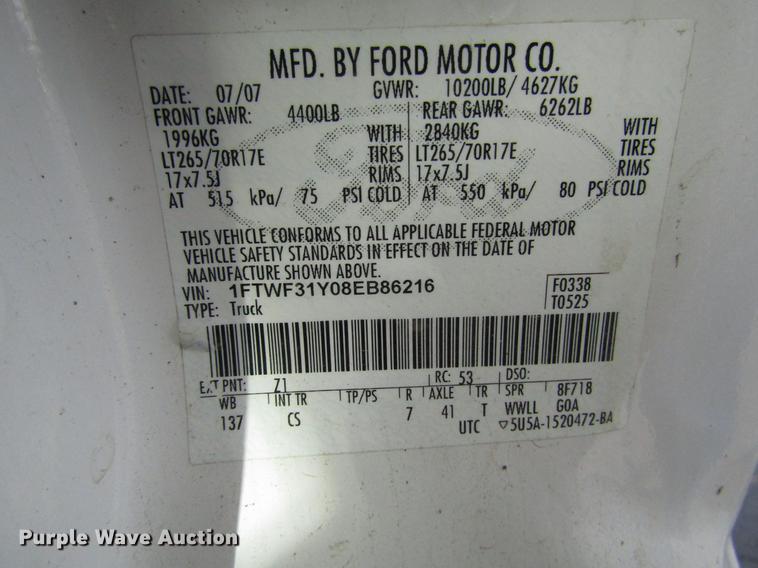 MFD. BY FORD MOTOR CO.
DATE: 07/07 GVWR: 10200LB/ 4627KG
FRONT GAWR: 4400LB REAR GAWR: 6262LB
1996KG WITH 2840KG WITH
LT265/70R17E TIRES LT265/70R17E TIRES
17x7.5J RIMS 17x7.5J RIMS
AT 515 kPa/ 75 PSI COLD AT 550 kPa/ 80 PSI COLD
THIS VEHICLE CONFORMS TO ALL APPLICABLE FEDERAL MOTOR
VEHICLE SAFETY STANDARDS IN EFFECT ON THE DATE OF
MANUFACTURE SHOWN ABOVE.
VIN: 1FTWF31Y08EB86216 F0338
TYPE: Truck T0525
EXT PNT: Z1 RC: 53 DSO:
WB INT TR TP/PS R AXLE TR SPR 8F718
137 CS 7 41 T WWLL GOA
UTC ▽5U5A-1520472-BA
Purple Wave Auction